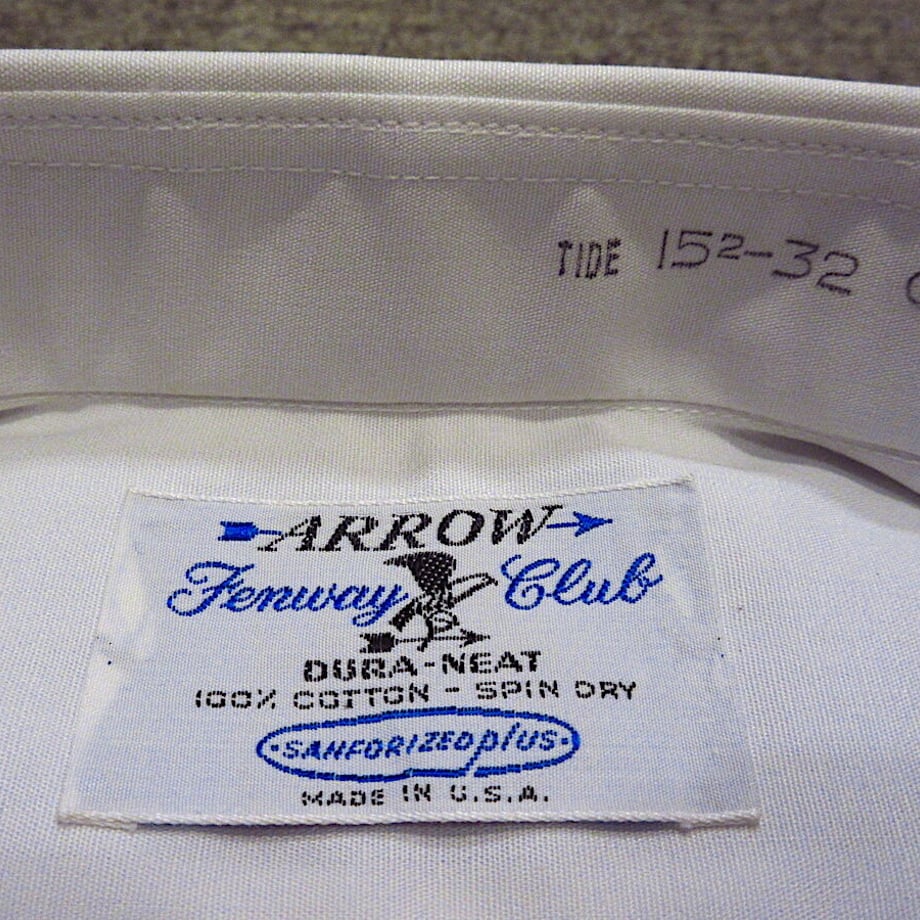 TIDE 15²-32
ARROW
Fenway Club
DURA-NEAT
100% COTTON - SPIN DRY
·SANFORIZED plus·
MADE IN U.S.A.